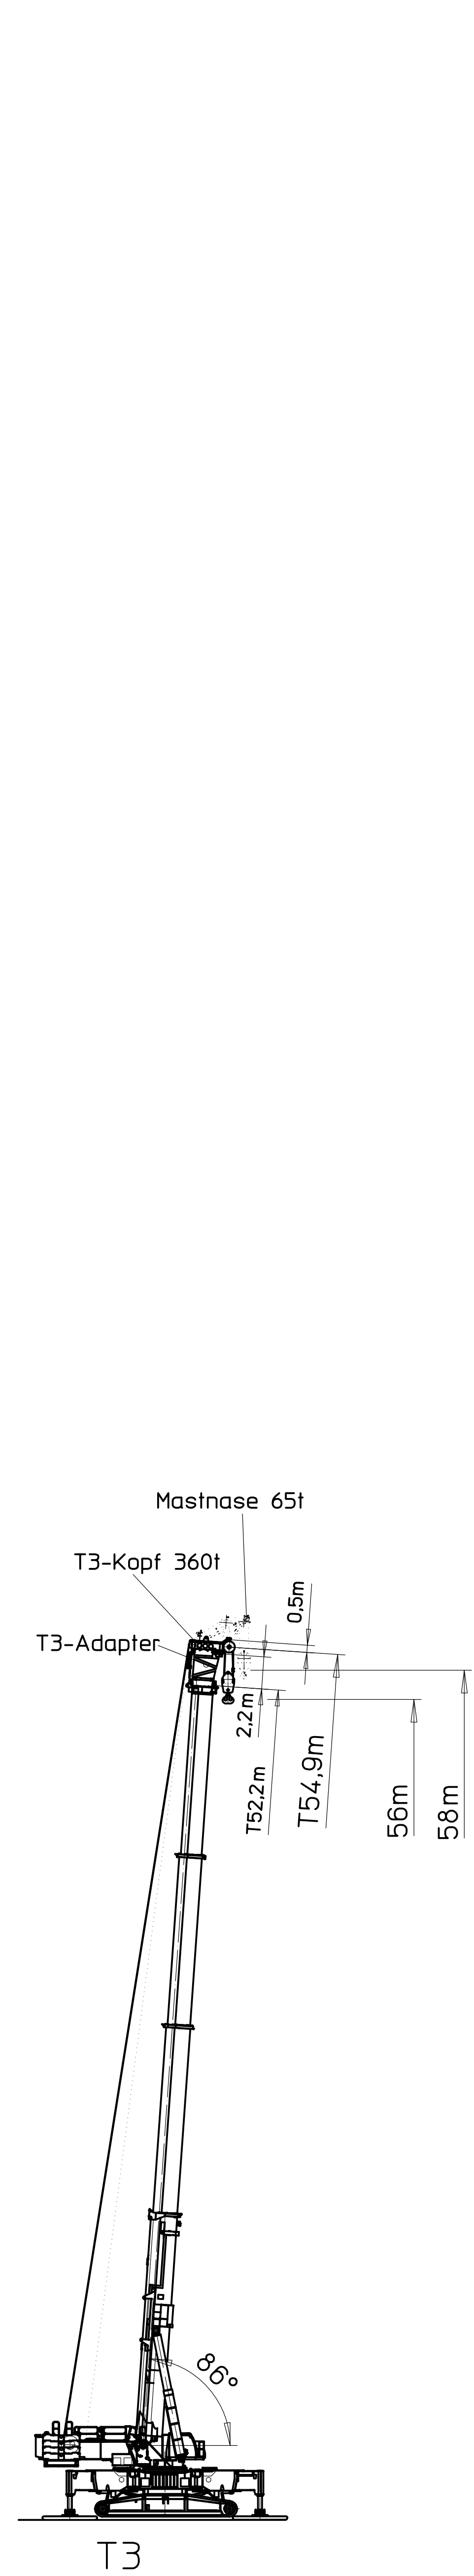 Mastnase 65t
T3-Kopf 360t
0,5m
T3-Adapter
2,2m
T52,2m
T54,9m
56m
58m
86°
T3